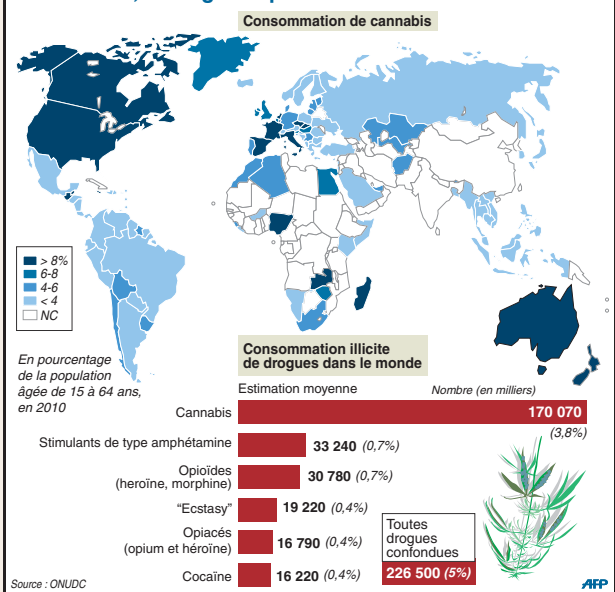 Consommation de cannabis
> 8%
6-8
4-6
< 4
NC
En pourcentage
de la population
âgée de 15 à 64 ans,
en 2010
Consommation illicite
de drogues dans le monde
Estimation moyenne
Nombre (en milliers)
Cannabis 170 070
(3,8%)
Stimulants de type amphétamine 33 240 (0,7%)
Opioïdes
(heroïne, morphine) 30 780 (0,7%)
“Ecstasy” 19 220 (0,4%)
Opiacés
(opium et héroïne) 16 790 (0,4%)
Cocaïne 16 220 (0,4%)
Toutes
drogues
confondues
226 500 (5%)
Source : ONUDC
AFP